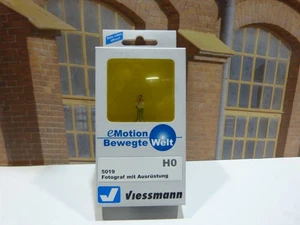 eMotion
Bewegte Welt
H0
5019
Fotograf mit Ausrüstung
Viessmann